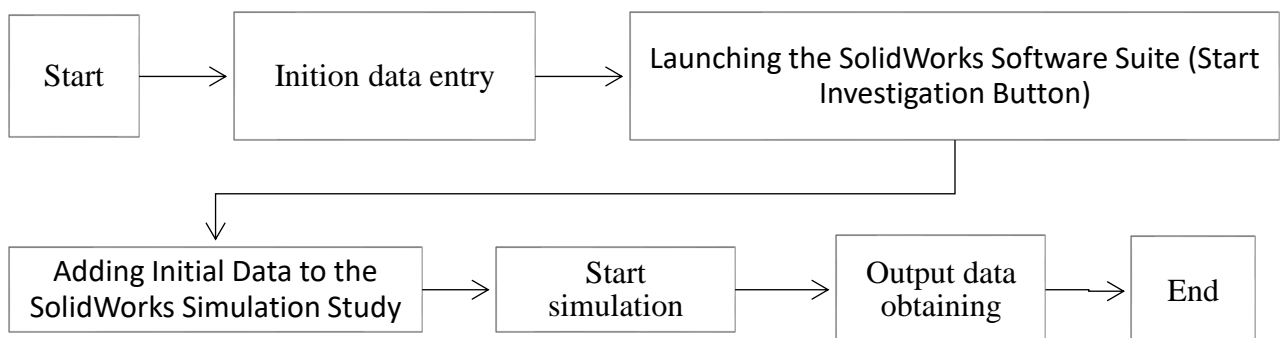 Start
Inition data entry
Launching the SolidWorks Software Suite (Start
Investigation Button)
Adding Initial Data to the
SolidWorks Simulation Study
Start
simulation
Output data
obtaining
End